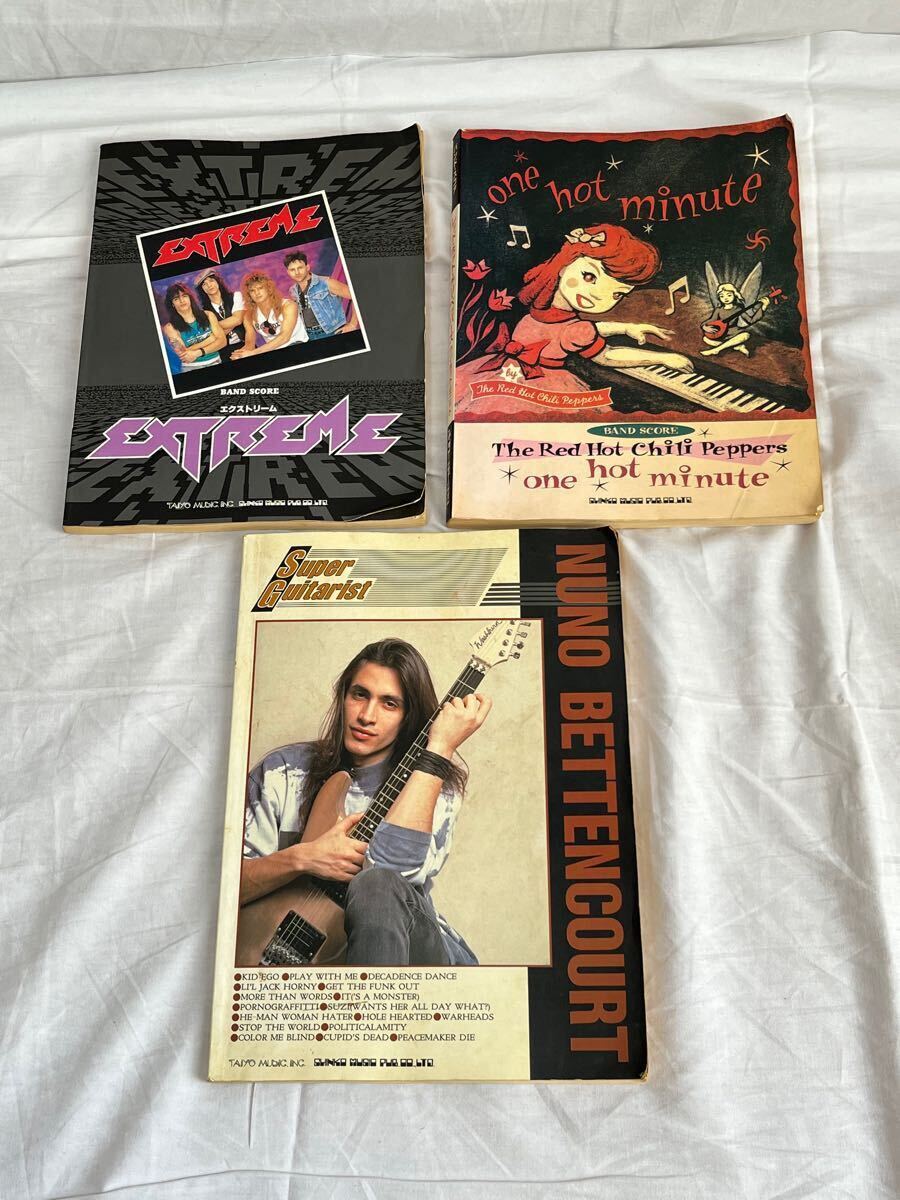 EXTREME
EXTREME
BAND SCORE
エクストリーム
EXTREME
TAIYO MUSIC, INC. SHINKO MUSIC PUB. CO., LTD.
one hot minute
by
The Red Hot Chili Peppers
BAND SCORE
The Red Hot Chili Peppers
one hot minute
SHINKO MUSIC PUB. CO., LTD.
Super
Guitarist
NUNO BETTENCOURT
Washburn
●KID EGO ●PLAY WITH ME ●DECADENCE DANCE
●LI'L JACK HORNY ●GET THE FUNK OUT
●MORE THAN WORDS ●IT('S A MONSTER)
●PORNOGRAFFITTI ●SUZI(WANTS HER ALL DAY WHAT?)
●HE-MAN WOMAN HATER ●HOLE HEARTED ●WARHEADS
●STOP THE WORLD ●POLITICALAMITY
●COLOR ME BLIND ●CUPID'S DEAD ●PEACEMAKER DIE
TAIYO MUSIC, INC. SHINKO MUSIC PUB. CO., LTD.